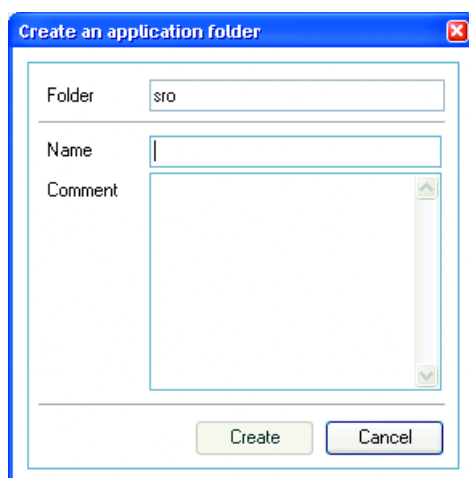 Create an application folder
Folder
sro
Name
Comment
Create
Cancel